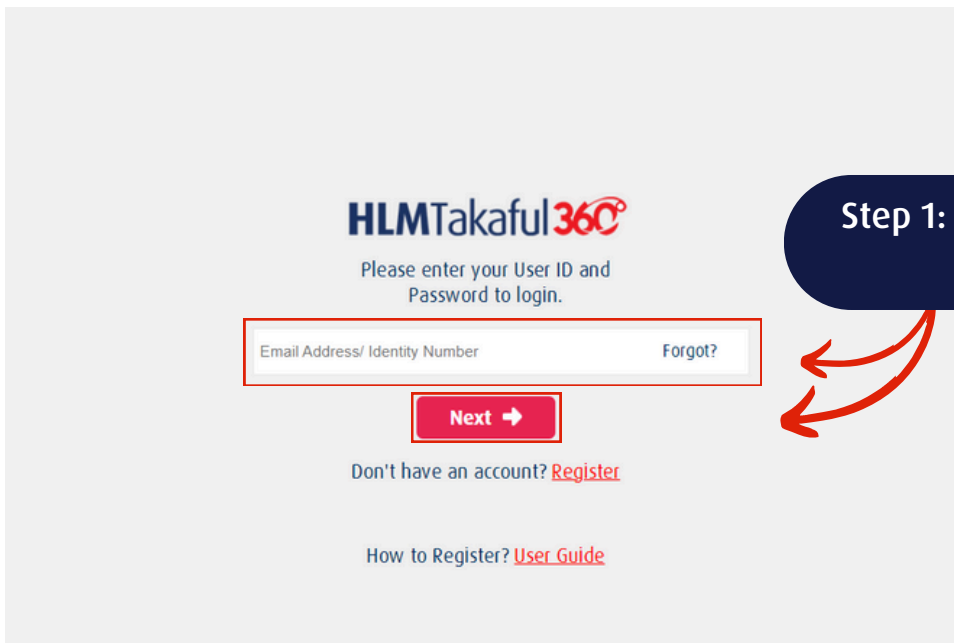 HLMTakaful360°
Step 1:
Please enter your User ID and
Password to login.
Email Address/ Identity Number
Forgot?
Next
Don't have an account? Register
How to Register? User Guide